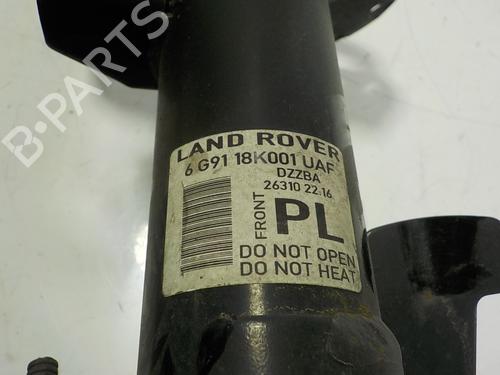 B-Parts
LAND ROVER
6 G91 18K001 UAF
DZZBA
26310 22:16
FRONT
PL
DO NOT OPEN
DO NOT HEAT